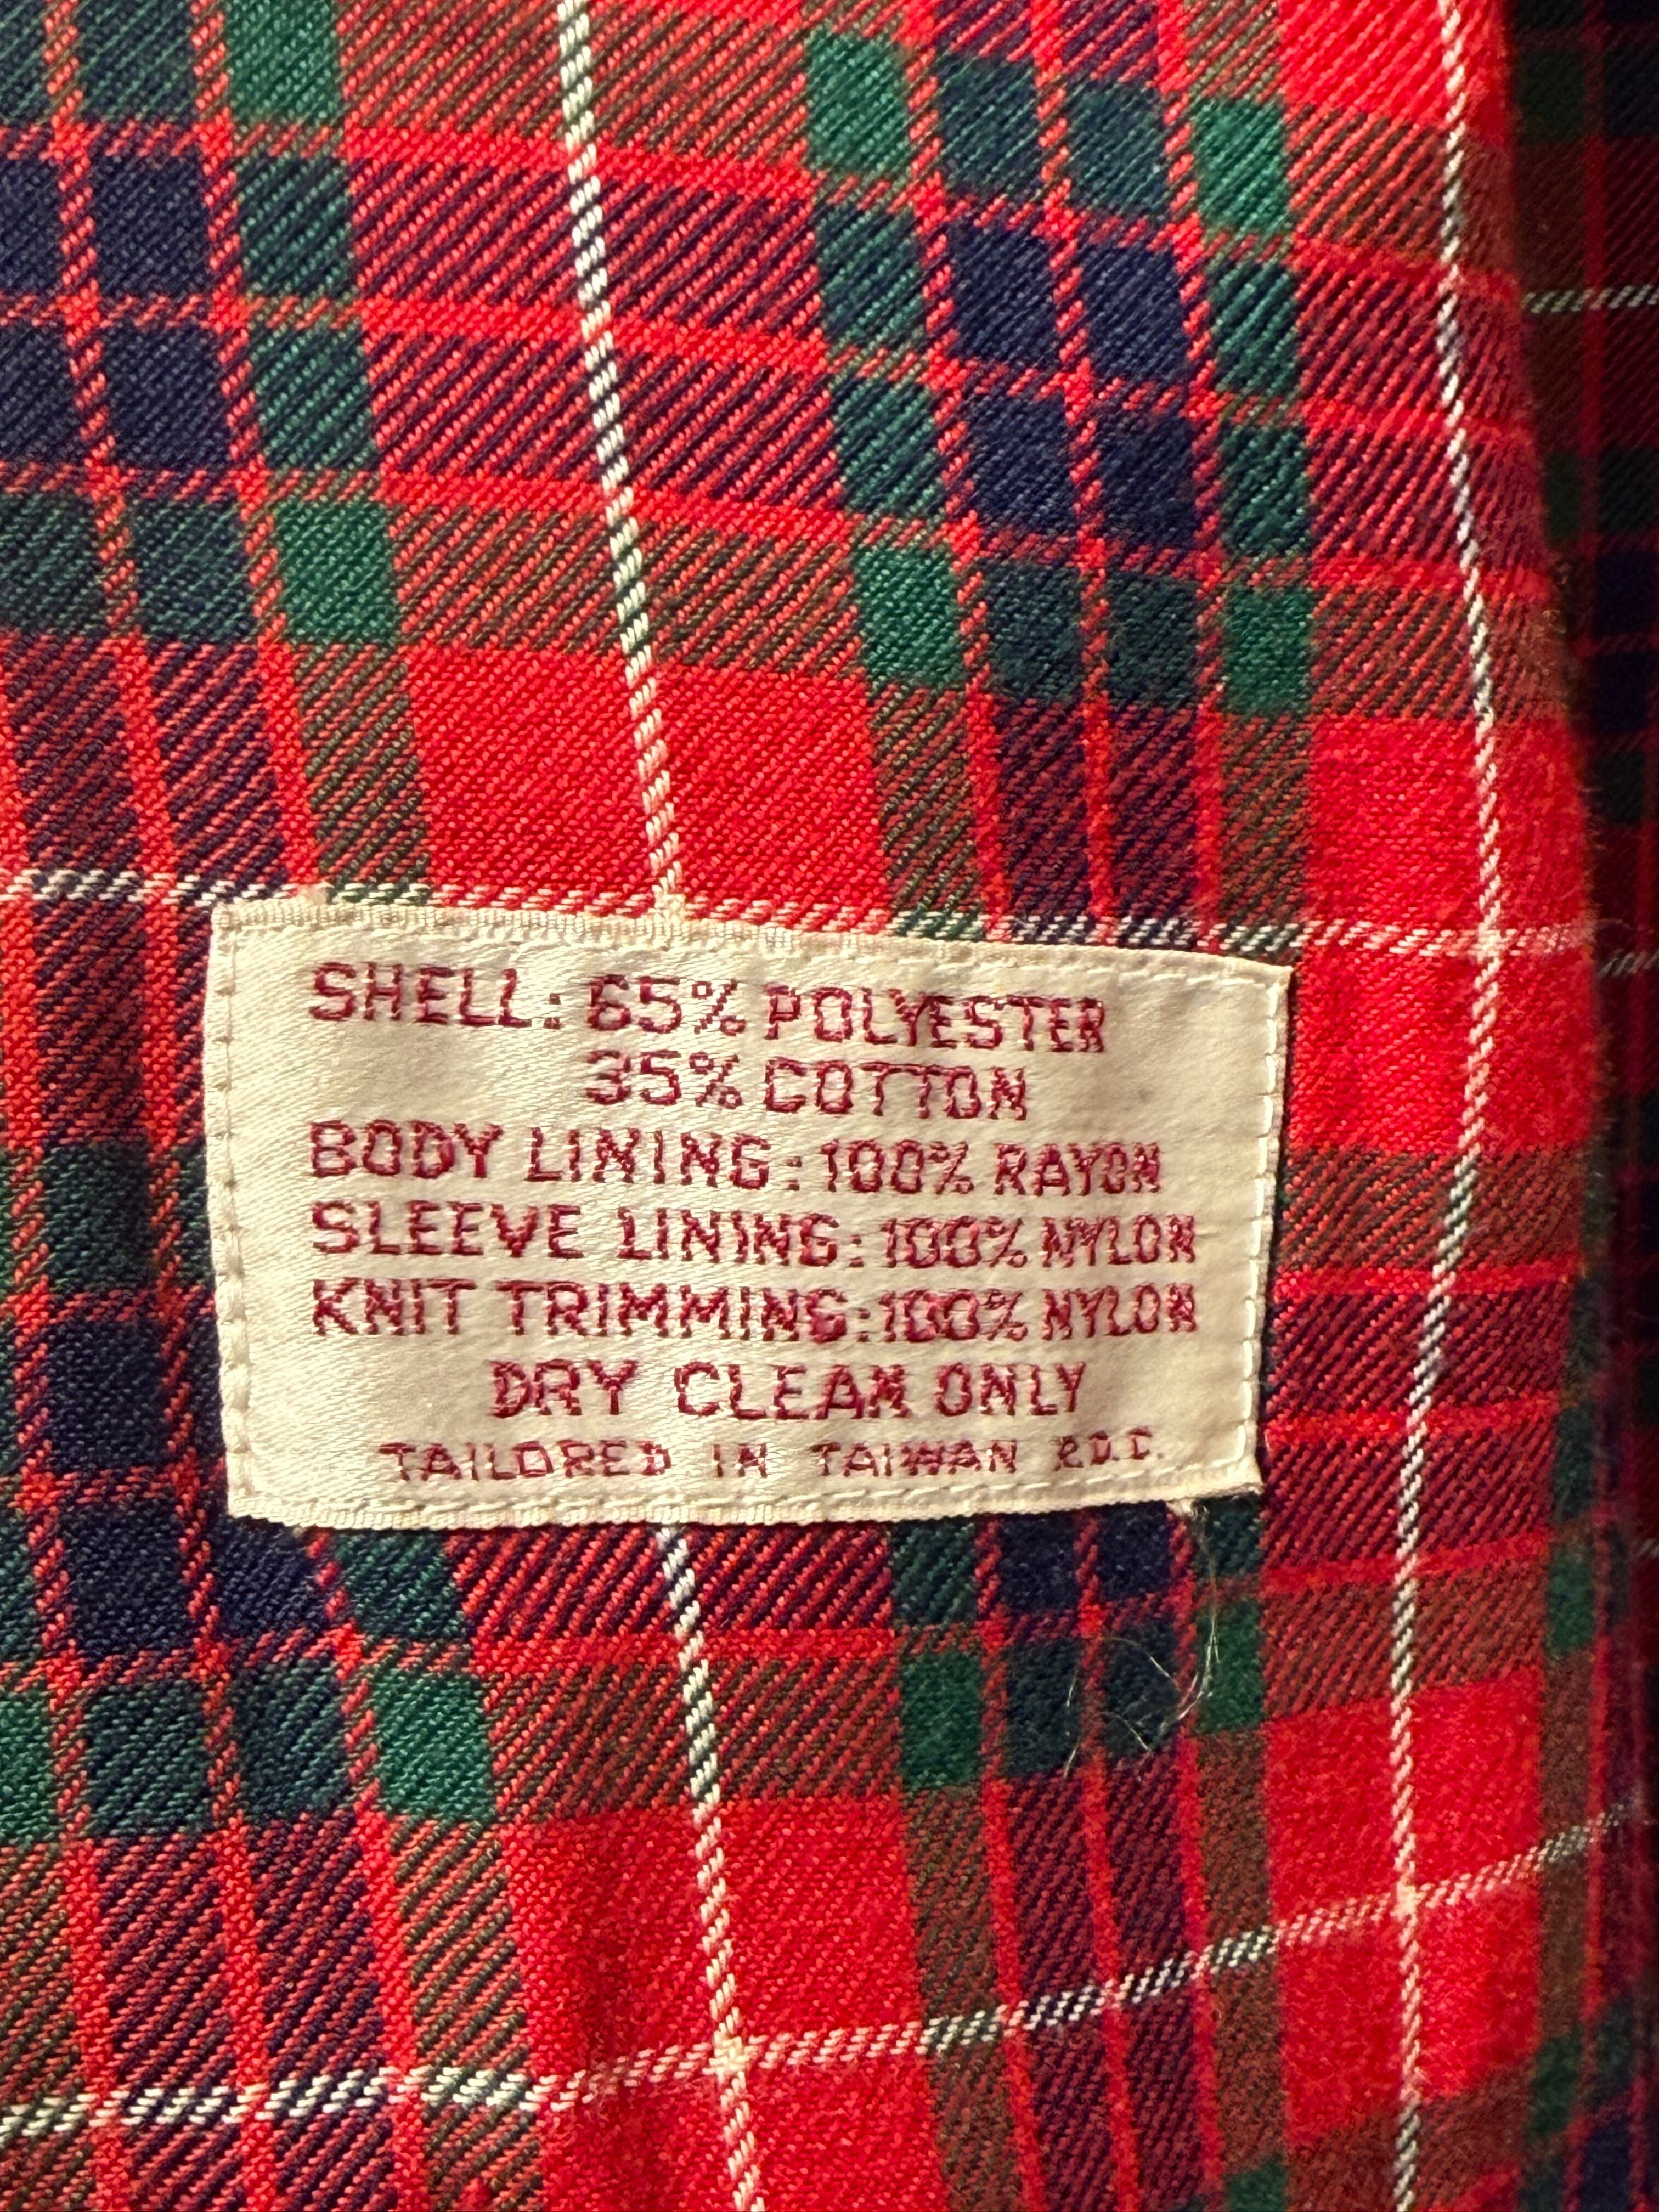 SHELL: 65% POLYESTER
35% COTTON
BODY LINING: 100% RAYON
SLEEVE LINING: 100% NYLON
KNIT TRIMMING: 100% NYLON
DRY CLEAN ONLY
TAILORED IN TAIWAN R.O.C.